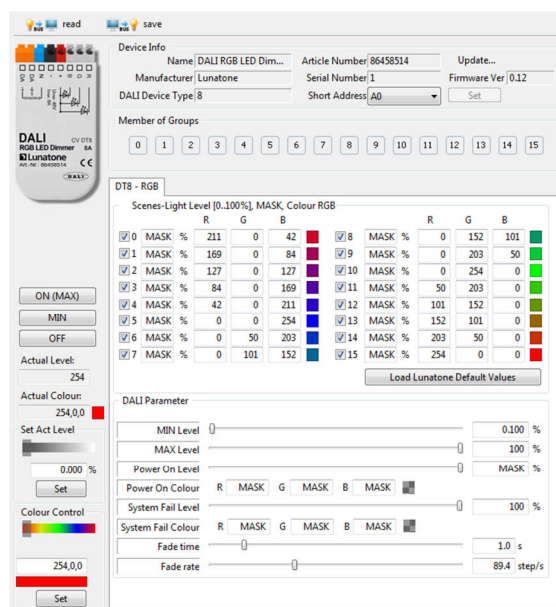 read save
Device Info
Name DALI RGB LED Dim... Article Number 86458514 Update...
Manufacturer Lunatone Serial Number 1 Firmware Ver 0.12
DALI Device Type 8 Short Address A0 Set
Member of Groups
0 1 2 3 4 5 6 7 8 9 10 11 12 13 14 15
DALI CV DT8
RGB LED Dimmer 8A
Lunatone
Art.-Nr.: 86458514
CE
DALI
DT8 - RGB
Scenes-Light Level [0..100%], MASK, Colour RGB
R G B R G B
0 MASK % 211 0 42 8 MASK % 0 152 101
1 MASK % 169 0 84 9 MASK % 0 203 50
2 MASK % 127 0 127 10 MASK % 0 254 0
3 MASK % 84 0 169 11 MASK % 50 203 0
4 MASK % 42 0 211 12 MASK % 101 152 0
5 MASK % 0 0 254 13 MASK % 152 101 0
6 MASK % 0 50 203 14 MASK % 203 50 0
7 MASK % 0 101 152 15 MASK % 254 0 0
Load Lunatone Default Values
ON (MAX)
MIN
OFF
Actual Level:
254
Actual Colour:
254,0,0
Set Act Level
0.000 %
Set
Colour Control
254,0,0
Set
DALI Parameter
MIN Level 0.100 %
MAX Level 100 %
Power On Level MASK %
Power On Colour R MASK G MASK B MASK
System Fail Level 100 %
System Fail Colour R MASK G MASK B MASK
Fade time 1.0 s
Fade rate 89.4 step/s